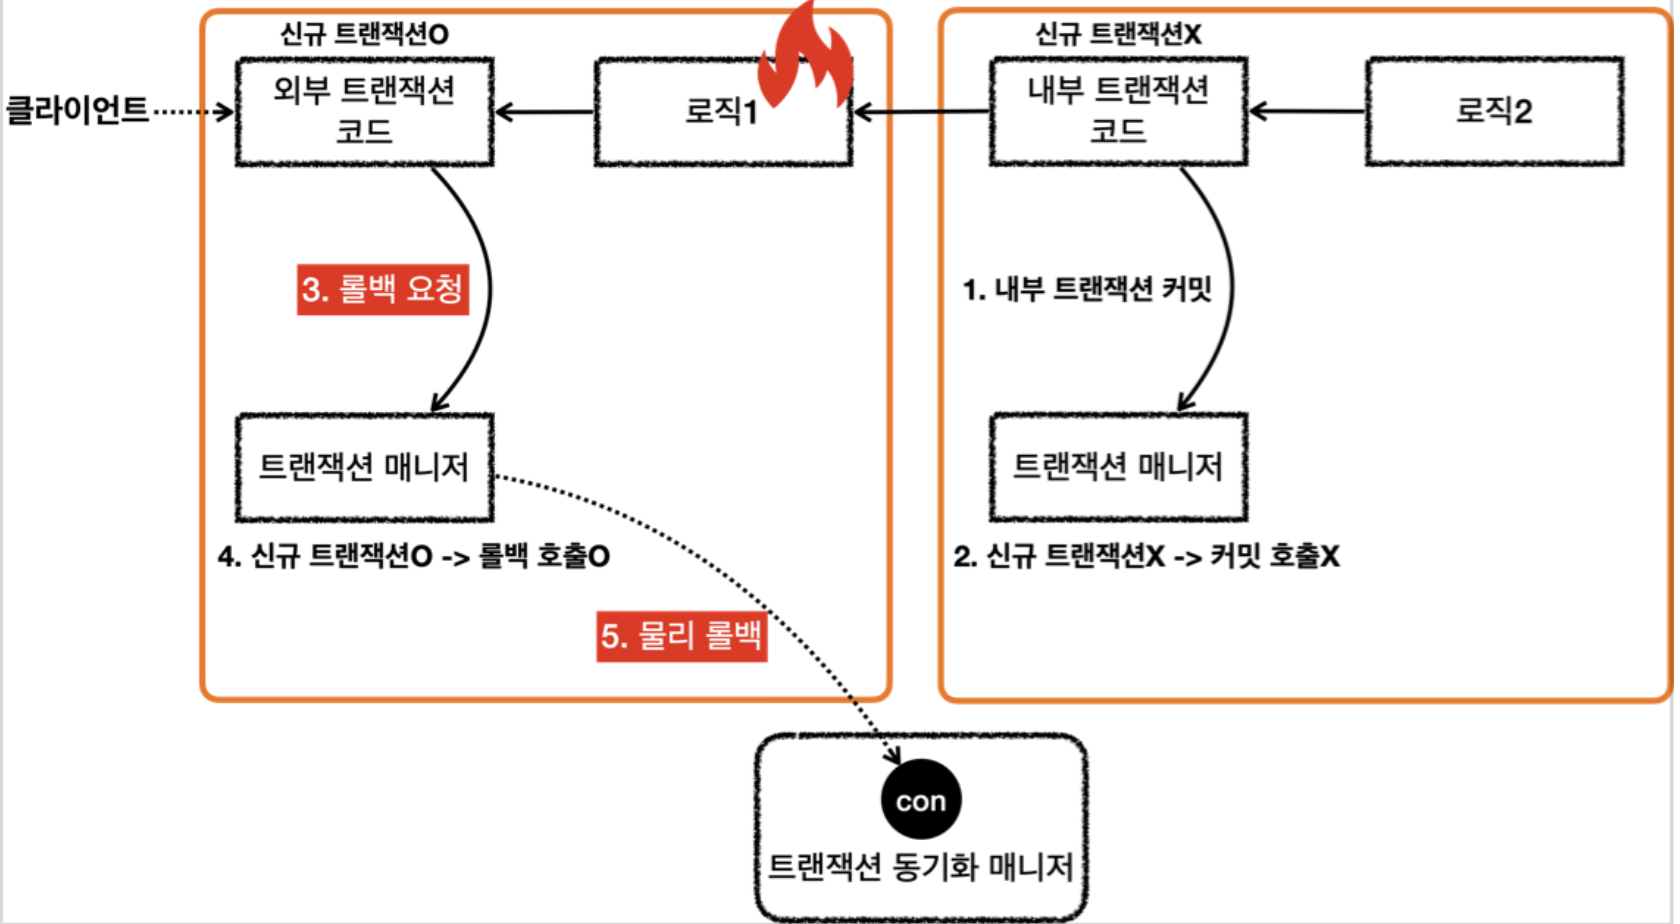 신규 트랜잭션O
신규 트랜잭션X
클라이언트
외부 트랜잭션
코드
로직1
내부 트랜잭션
코드
로직2
3. 롤백 요청
1. 내부 트랜잭션 커밋
트랜잭션 매니저
트랜잭션 매니저
4. 신규 트랜잭션O -> 롤백 호출O
2. 신규 트랜잭션X -> 커밋 호출X
5. 물리 롤백
con
트랜잭션 동기화 매니저